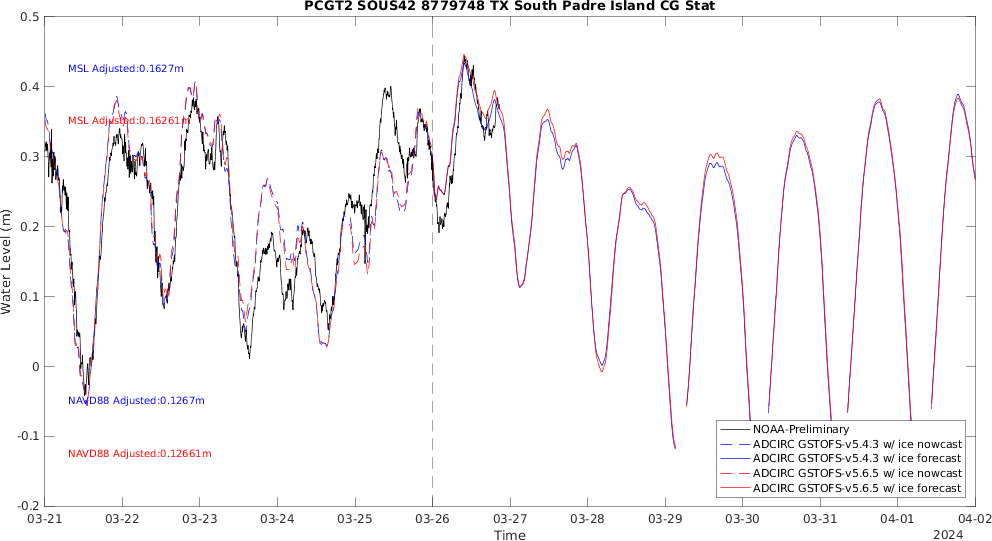 PCGT2 SOUS42 8779748 TX South Padre Island CG Stat
0.5
0.4
0.3
0.2
0.1
0
-0.1
-0.2
Water Level (m)
MSL Adjusted:0.1627m
MSL Adjusted:0.16261m
NAVD88 Adjusted:0.1267m
NAVD88 Adjusted:0.12661m
NOAA-Preliminary
ADCIRC GSTOFS-v5.4.3 w/ ice nowcast
ADCIRC GSTOFS-v5.4.3 w/ ice forecast
ADCIRC GSTOFS-v5.6.5 w/ ice nowcast
ADCIRC GSTOFS-v5.6.5 w/ ice forecast
03-21 03-22 03-23 03-24 03-25 03-26 03-27 03-28 03-29 03-30 03-31 04-01 04-02
Time
2024